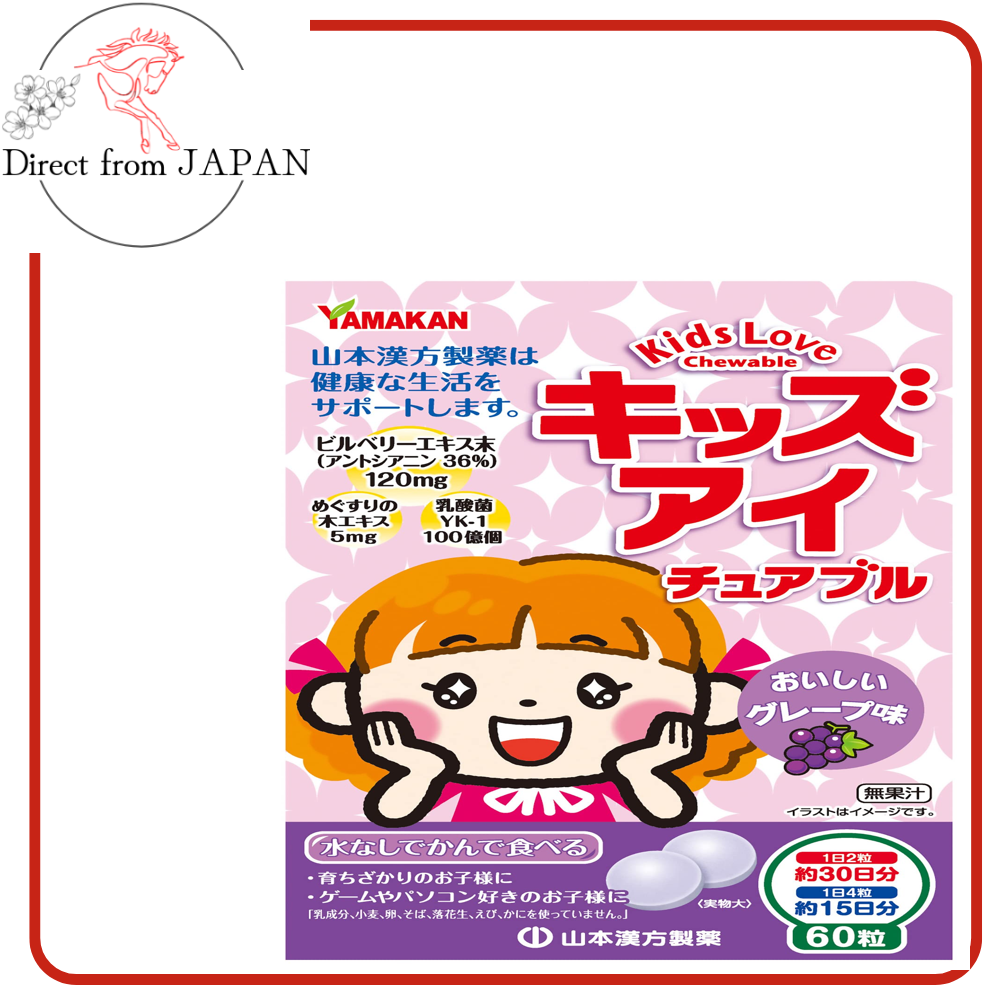 Direct from JAPAN
YAMAKAN
山本漢方製薬は
健康な生活を
サポートします。
Kids Love
Chewable
キッズ
アイ
チュアブル
ビルベリーエキス末
(アントシアニン 36%)
120mg
めぐすりの
木エキス
5mg
乳酸菌
YK-1
100億個
おいしい
グレープ味
無果汁
イラストはイメージです。
水なしでかんで食べる
・育ちざかりのお子様に
・ゲームやパソコン好きのお子様に
「乳成分、小麦、卵、そば、落花生、えび、かにを使っていません。」
〈実物大〉
1日2粒
約30日分
1日4粒
約15日分
60粒
山本漢方製薬